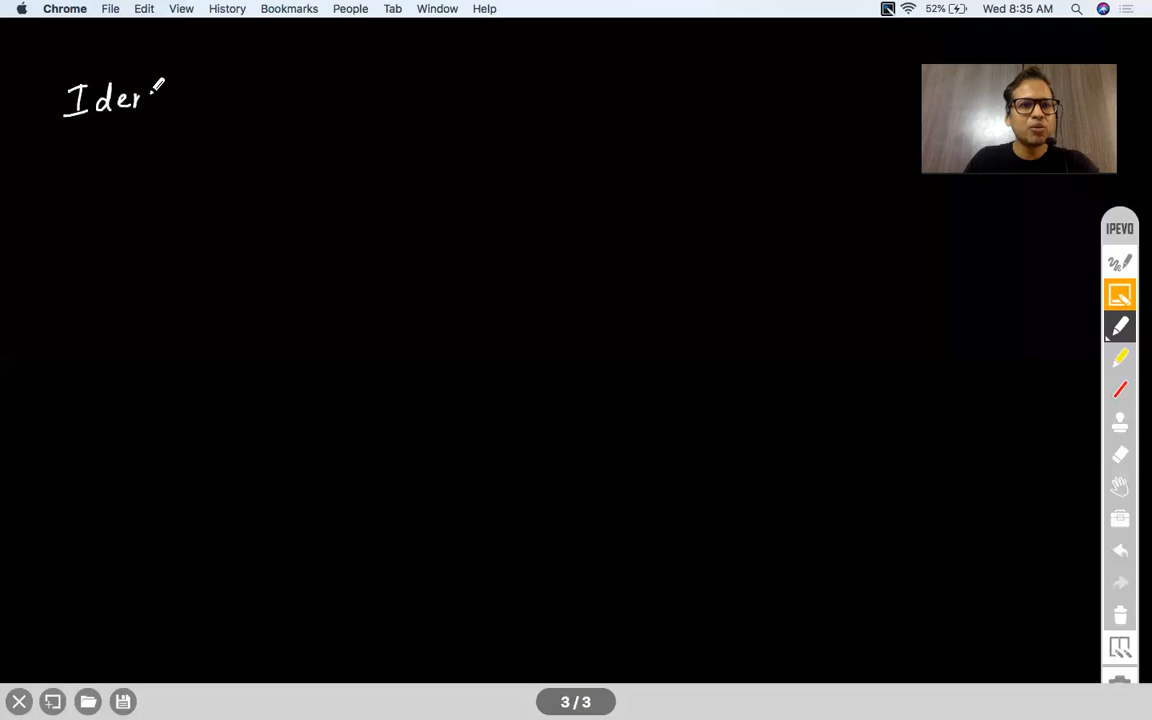 Chrome File Edit View History Bookmarks People Tab Window Help 52% Wed 8:35 AM
Ider
IPEVO
3 / 3